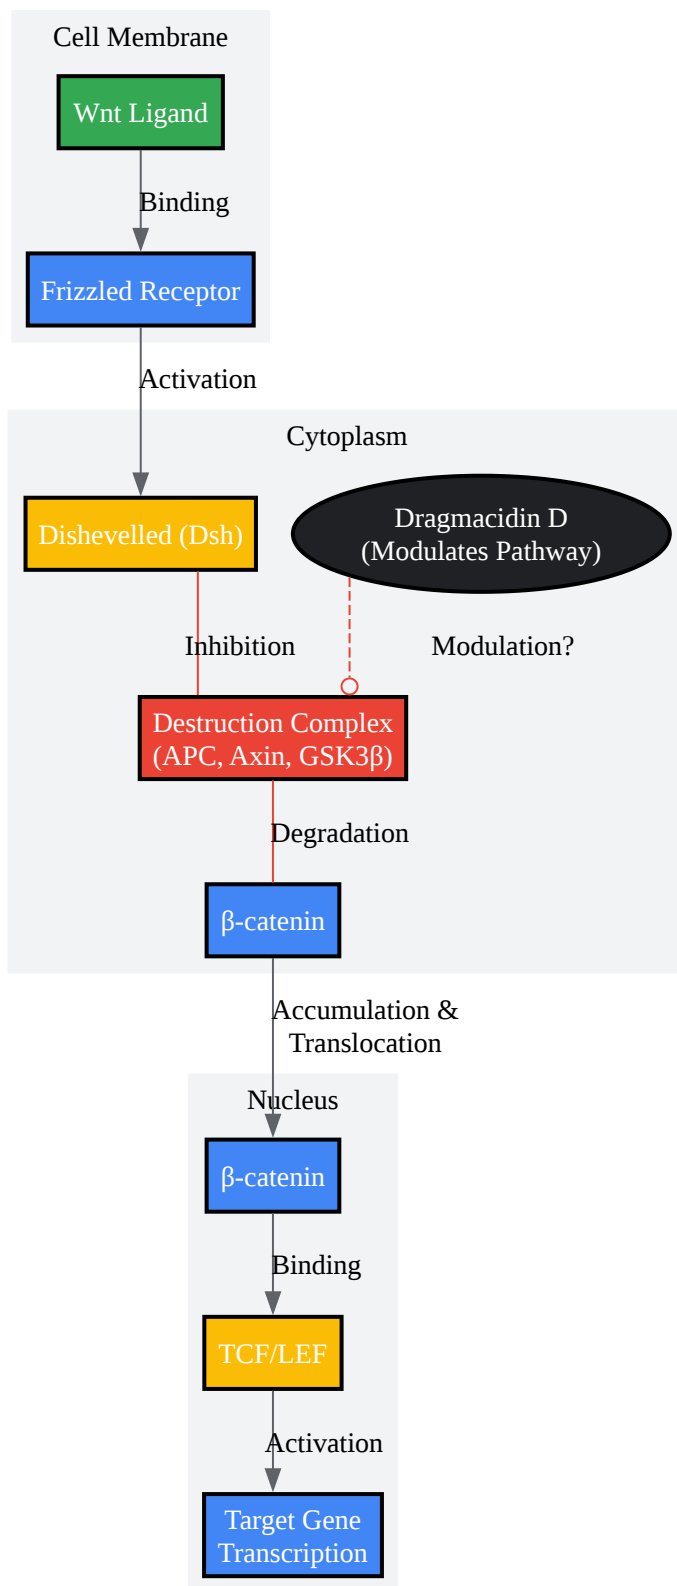 Cell Membrane
Wnt Ligand
Binding
Frizzled Receptor
Activation
Cytoplasm
Dishevelled (Dsh)
Dragmacidin D
(Modulates Pathway)
Inhibition
Modulation?
Destruction Complex
(APC, Axin, GSK3β)
Degradation
β-catenin
Accumulation &
Translocation
Nucleus
β-catenin
Binding
TCF/LEF
Activation
Target Gene
Transcription